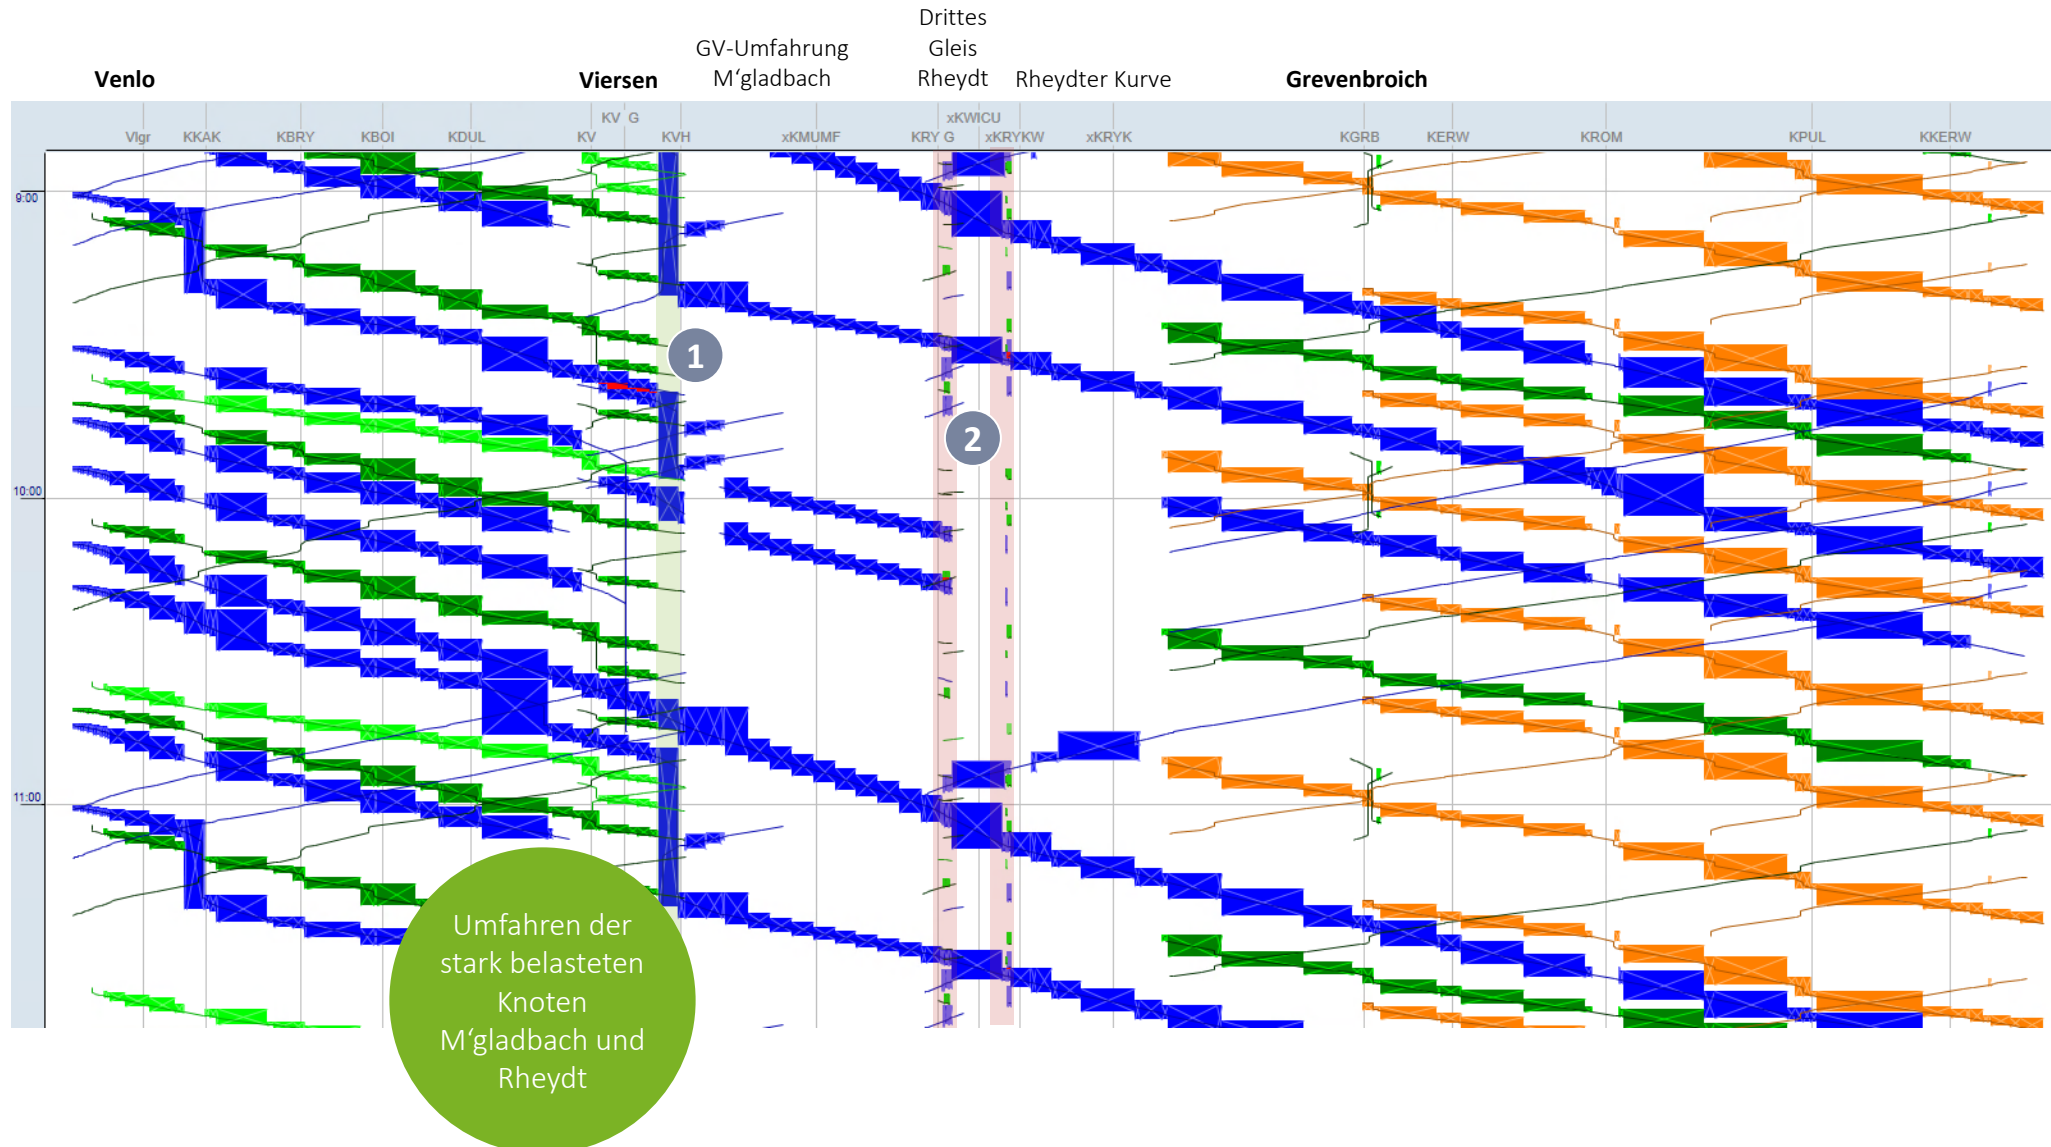 Drittes
GV-Umfahrung Gleis
Venlo Viersen M‘gladbach Rheydt Rheydter Kurve Grevenbroich
KV G xKWICU
Vlgr KKAK KBRY KBOI KDUL KV KVH xKMUMF KRY G xKRYKW xKRYK KGRB KERW KROM KPUL KKERW
9:00
1
2
10:00
11:00
Umfahren der
stark belasteten
Knoten
M‘gladbach und
Rheydt